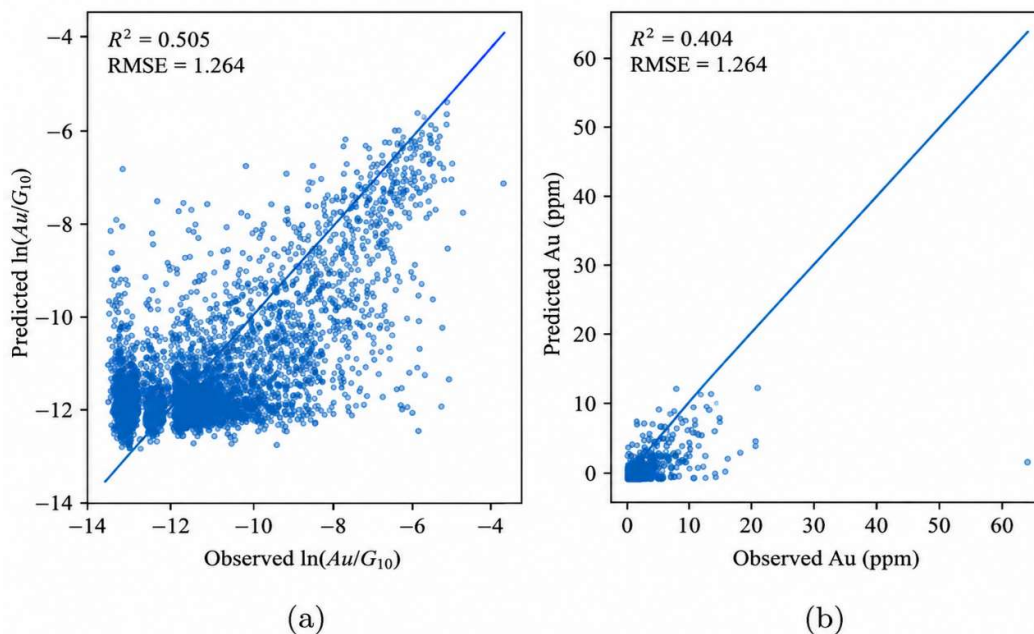 R² = 0.505
RMSE = 1.264
Predicted ln(Au/G₁₀)
−4
−6
−8
−10
−12
−14
−14 −12 −10 −8 −6 −4
Observed ln(Au/G₁₀)
(a)
R² = 0.404
RMSE = 1.264
Predicted Au (ppm)
60
50
40
30
20
10
0
0 10 20 30 40 50 60
Observed Au (ppm)
(b)